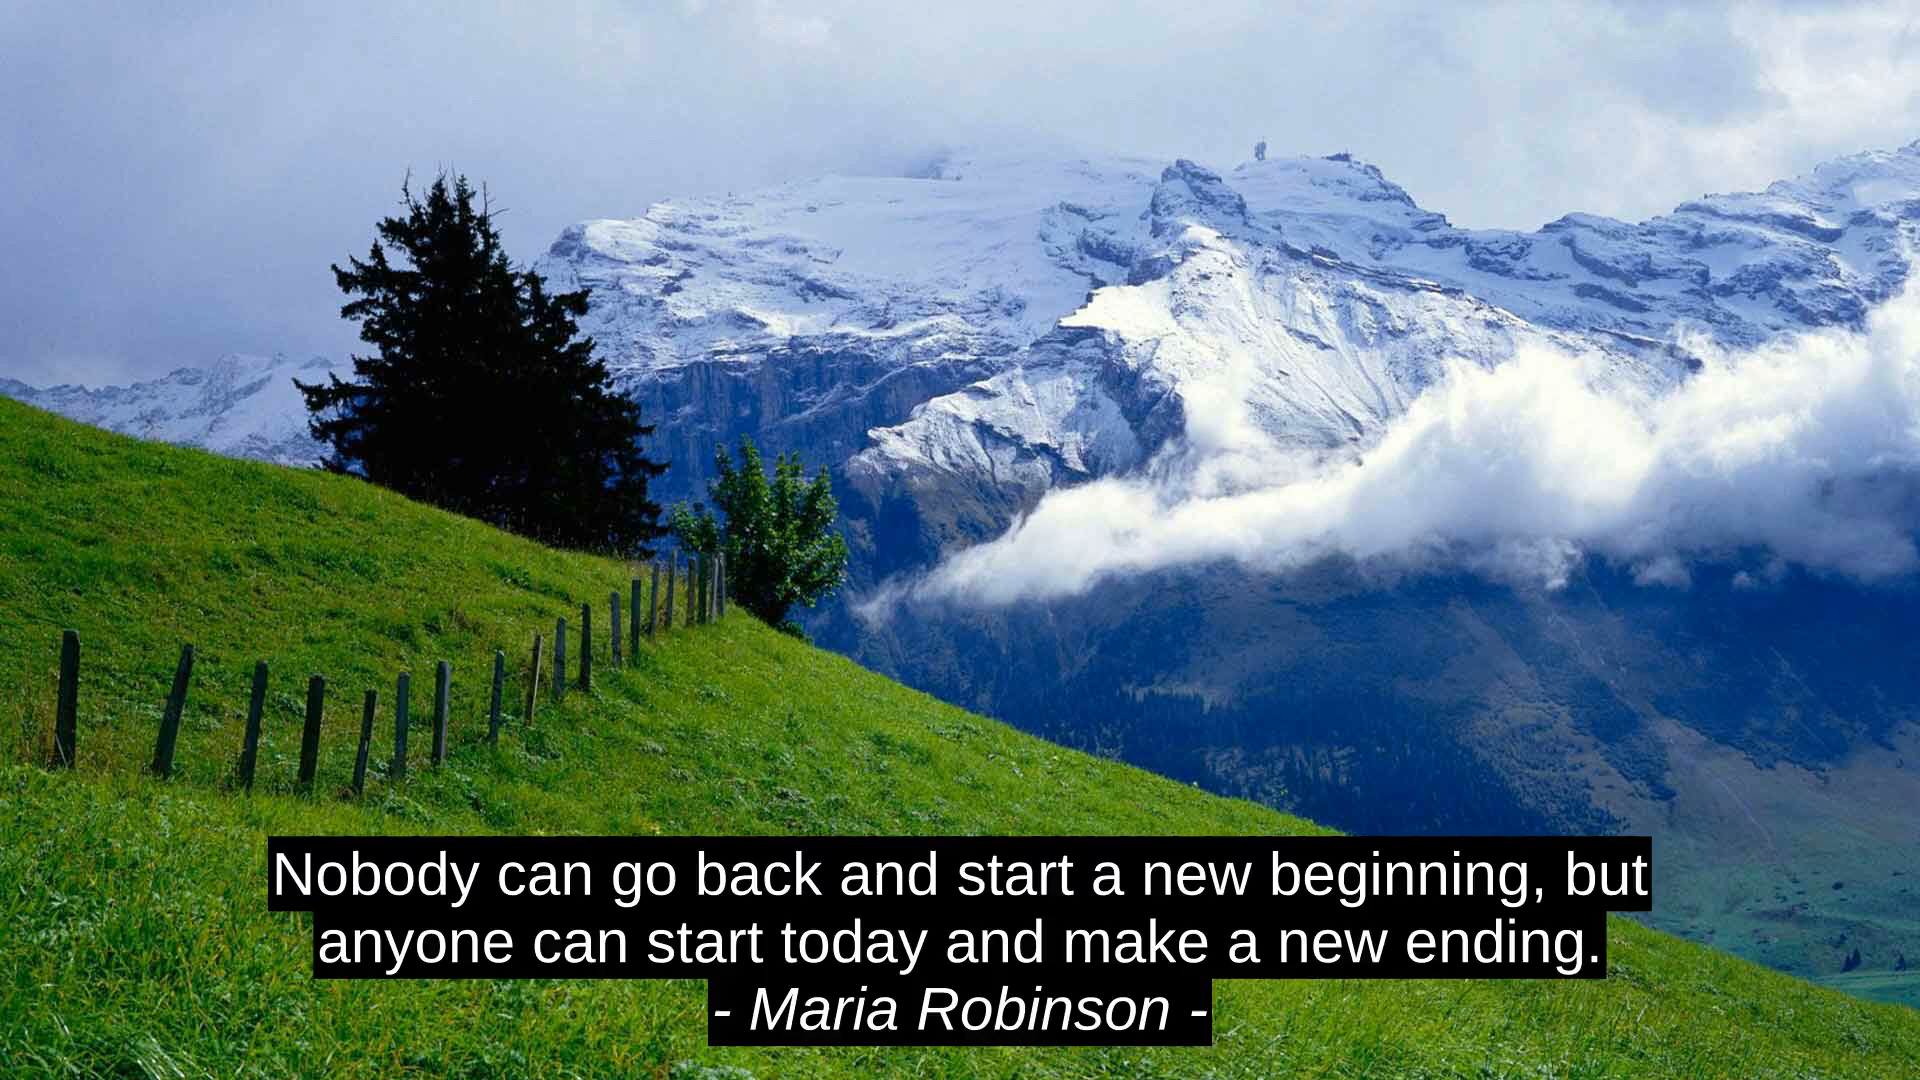 Nobody can go back and start a new beginning, but
anyone can start today and make a new ending.
- Maria Robinson -